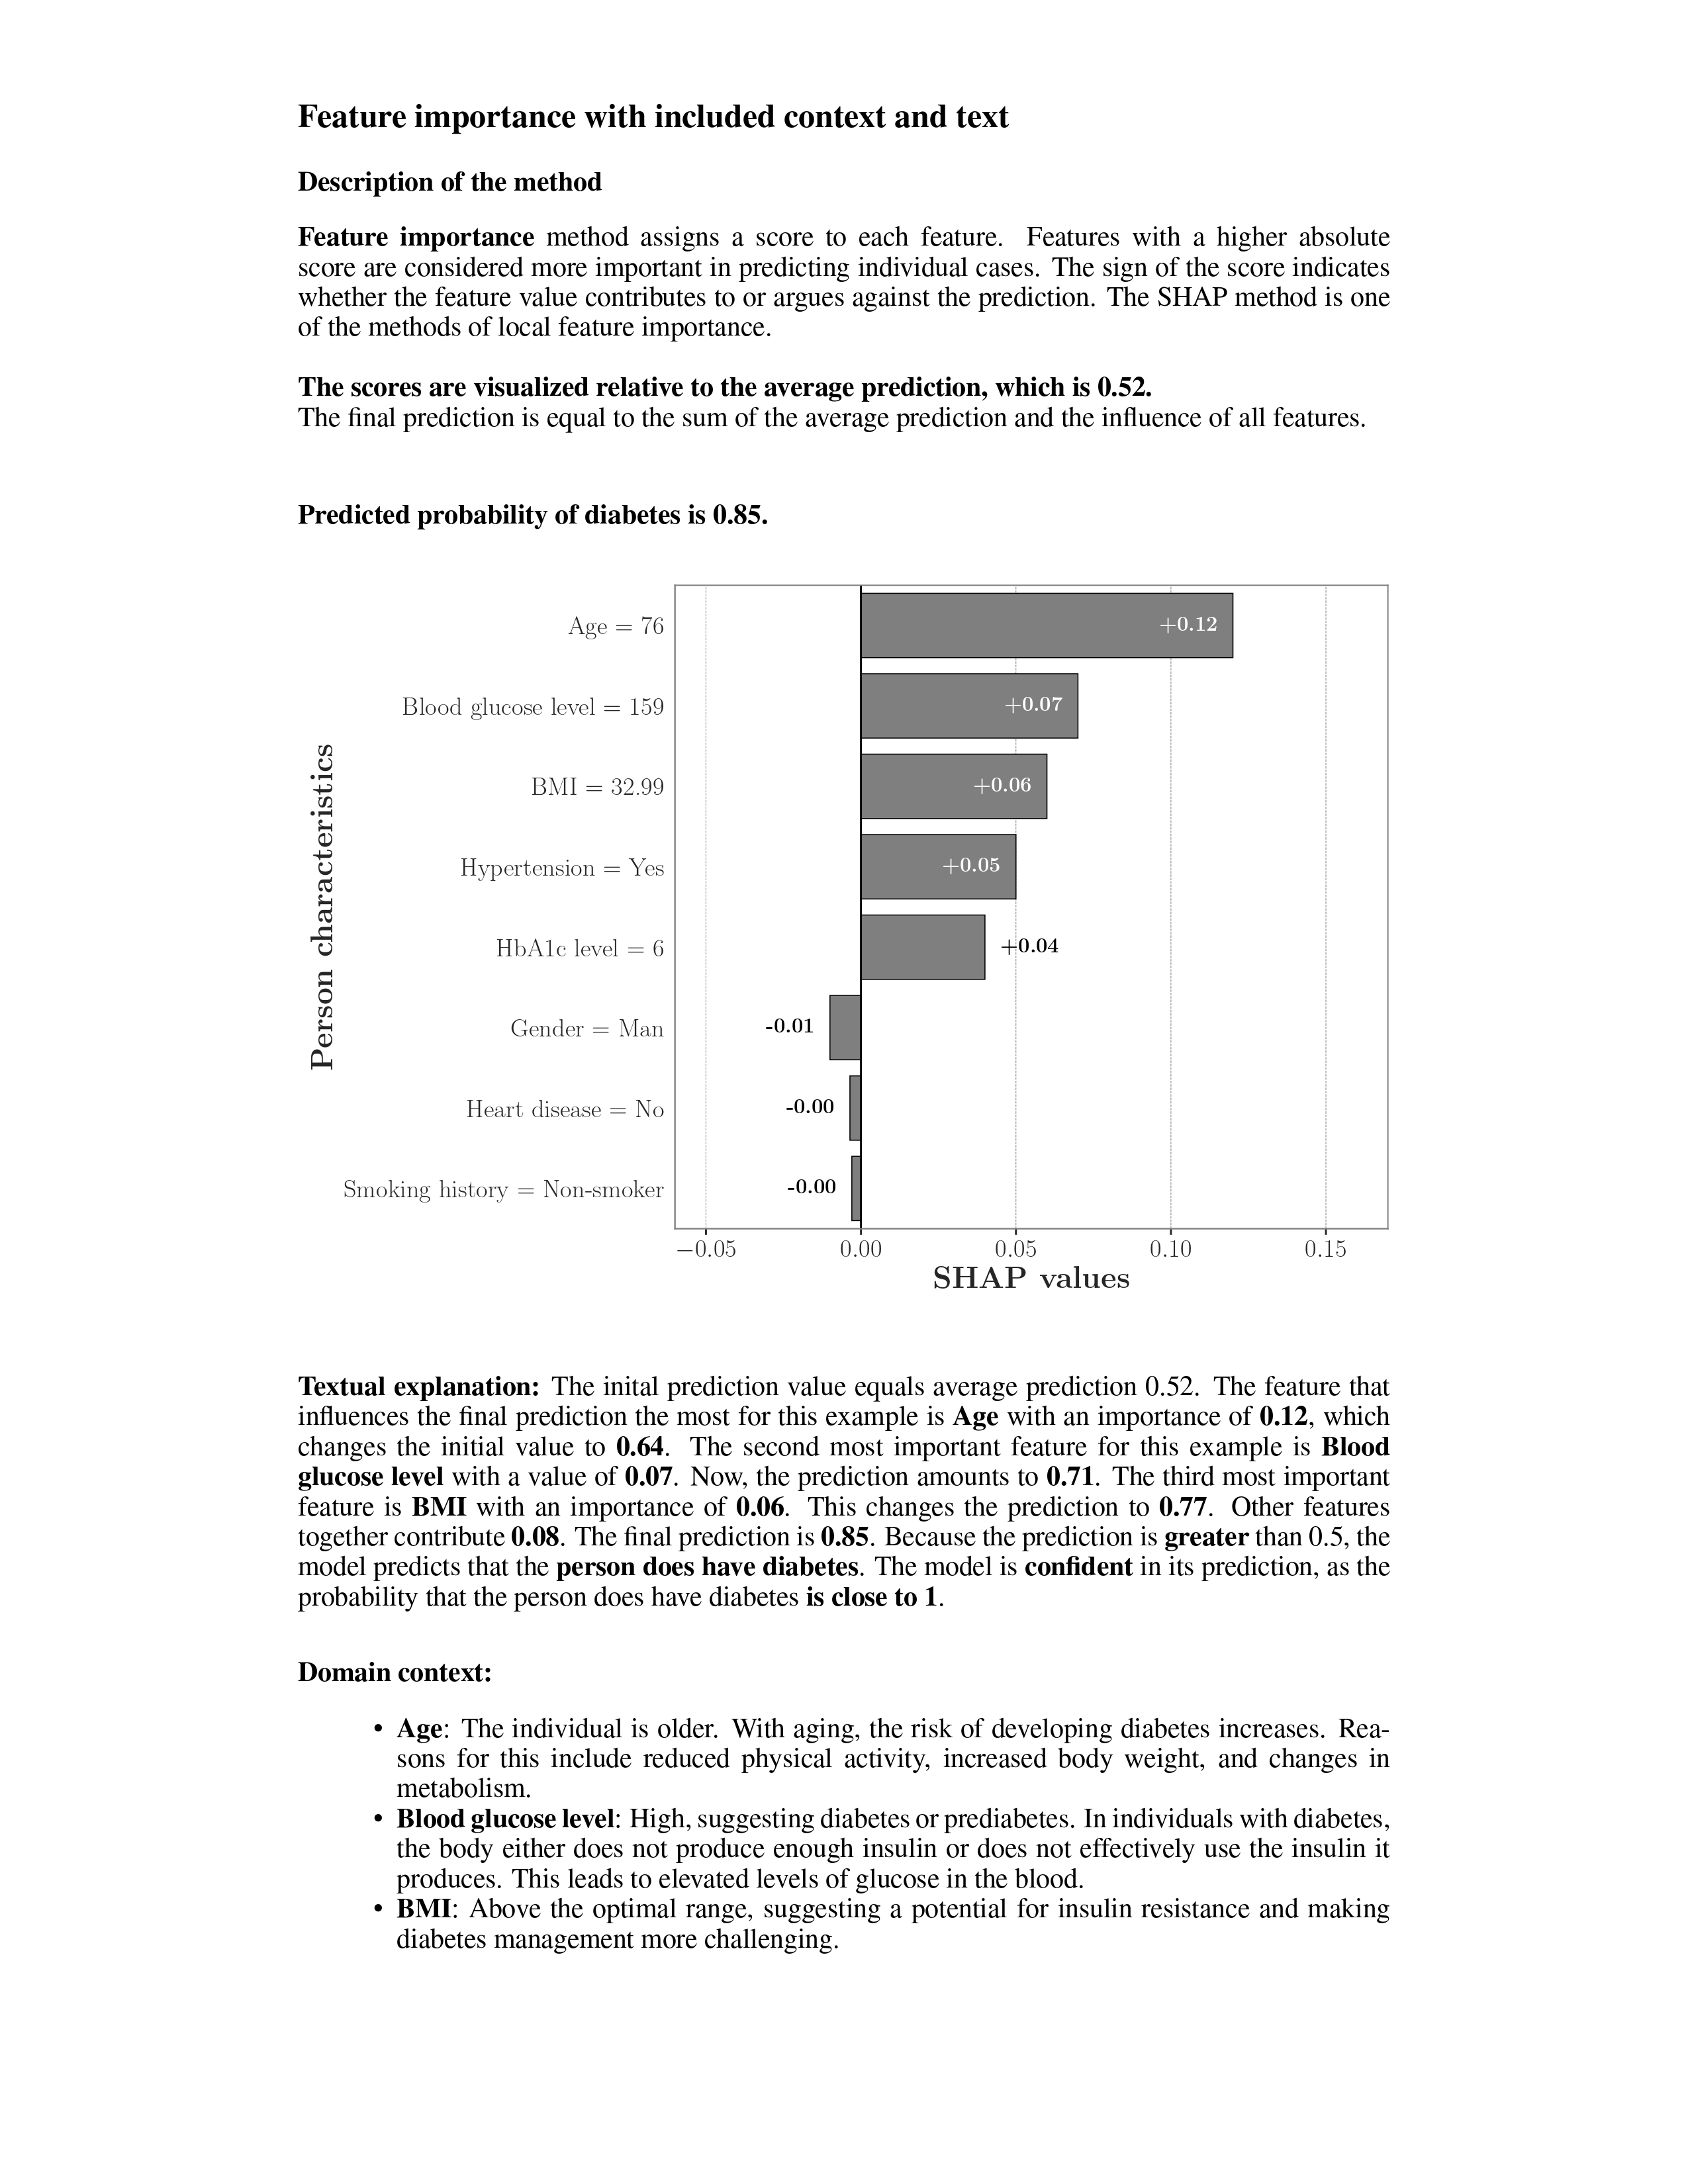 Feature importance with included context and text
Description of the method
Feature importance method assigns a score to each feature. Features with a higher absolute
score are considered more important in predicting individual cases. The sign of the score indicates
whether the feature value contributes to or argues against the prediction. The SHAP method is one
of the methods of local feature importance.
The scores are visualized relative to the average prediction, which is 0.52.
The final prediction is equal to the sum of the average prediction and the influence of all features.
Predicted probability of diabetes is 0.85.
Person characteristics
Age = 76
+0.12
Blood glucose level = 159
+0.07
BMI = 32.99
+0.06
Hypertension = Yes
+0.05
HbA1c level = 6
+0.04
Gender = Man
-0.01
Heart disease = No
-0.00
Smoking history = Non-smoker
-0.00
−0.05 0.00 0.05 0.10 0.15
SHAP values
Textual explanation: The inital prediction value equals average prediction 0.52. The feature that
influences the final prediction the most for this example is Age with an importance of 0.12, which
changes the initial value to 0.64. The second most important feature for this example is Blood
glucose level with a value of 0.07. Now, the prediction amounts to 0.71. The third most important
feature is BMI with an importance of 0.06. This changes the prediction to 0.77. Other features
together contribute 0.08. The final prediction is 0.85. Because the prediction is greater than 0.5, the
model predicts that the person does have diabetes. The model is confident in its prediction, as the
probability that the person does have diabetes is close to 1.
Domain context:
• Age: The individual is older. With aging, the risk of developing diabetes increases. Rea-
sons for this include reduced physical activity, increased body weight, and changes in
metabolism.
• Blood glucose level: High, suggesting diabetes or prediabetes. In individuals with diabetes,
the body either does not produce enough insulin or does not effectively use the insulin it
produces. This leads to elevated levels of glucose in the blood.
• BMI: Above the optimal range, suggesting a potential for insulin resistance and making
diabetes management more challenging.